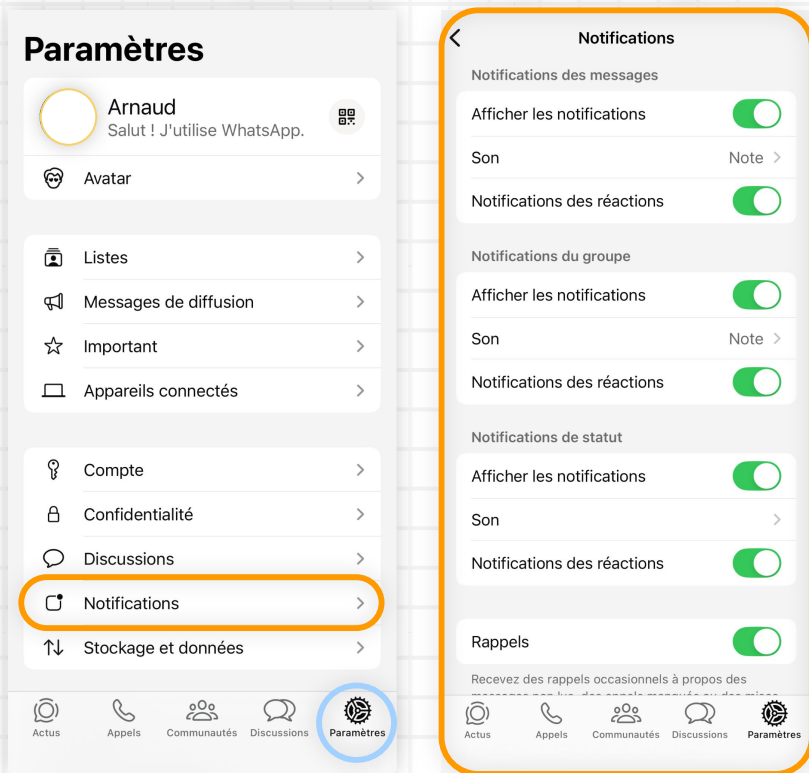 Paramètres
Arnaud
Salut ! J'utilise WhatsApp.
Avatar
Listes
Messages de diffusion
Important
Appareils connectés
Compte
Confidentialité
Discussions
Notifications
Stockage et données
Actus
Appels
Communautés
Discussions
Paramètres
Notifications
Notifications des messages
Afficher les notifications
Son
Note
Notifications des réactions
Notifications du groupe
Afficher les notifications
Son
Note
Notifications des réactions
Notifications de statut
Afficher les notifications
Son
Notifications des réactions
Rappels
Recevez des rappels occasionnels à propos des
Actus
Appels
Communautés
Discussions
Paramètres